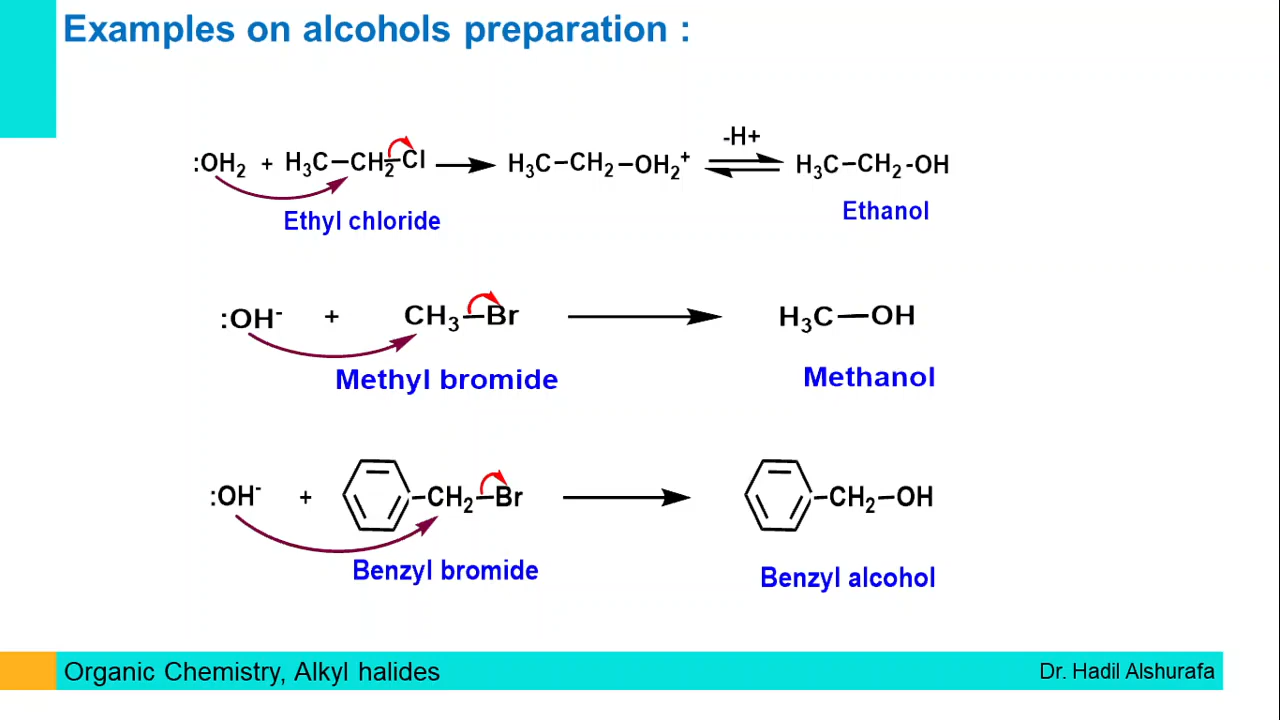 Examples on alcohols preparation :
-H+
:OH₂ + H₃C–CH₂–Cl H₃C–CH₂–OH₂⁺ H₃C–CH₂-OH
Ethyl chloride Ethanol
:OH⁻ + CH₃–Br H₃C–OH
Methyl bromide Methanol
:OH⁻ + –CH₂–Br –CH₂–OH
Benzyl bromide Benzyl alcohol
Organic Chemistry, Alkyl halides Dr. Hadil Alshurafa